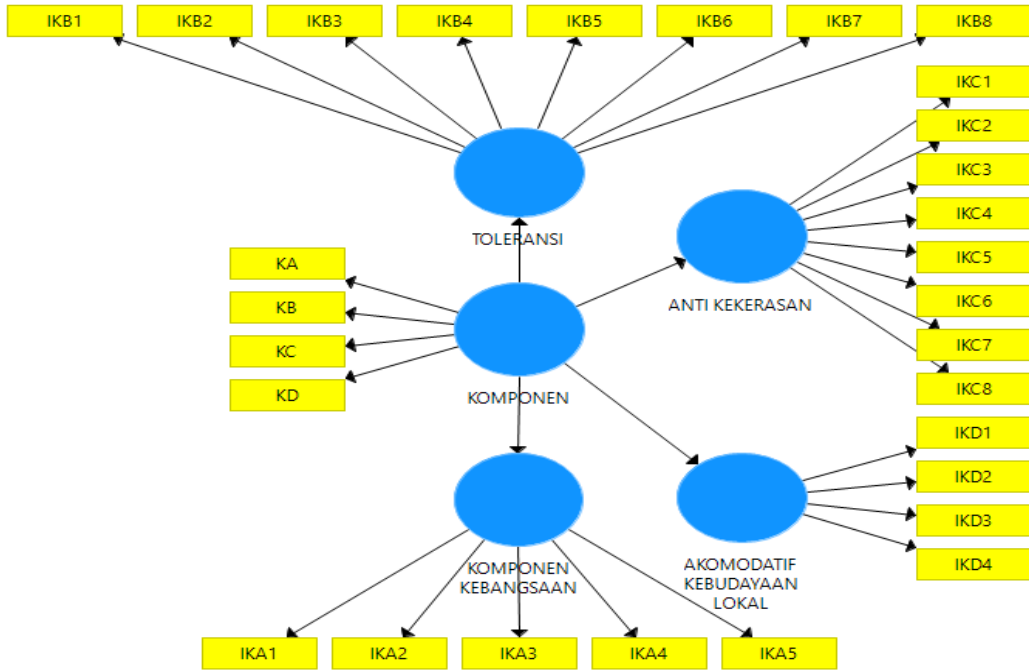 IKB1
IKB2
IKB3
IKB4
IKB5
IKB6
IKB7
IKB8
IKC1
IKC2
IKC3
IKC4
IKC5
IKC6
IKC7
IKC8
TOLERANSI
ANTI KEKERASAN
KA
KB
KC
KD
KOMPONEN
IKD1
IKD2
IKD3
IKD4
KOMPONEN
KEBANGSAAN
AKOMODATIF
KEBUDAYAAN
LOKAL
IKA1
IKA2
IKA3
IKA4
IKA5